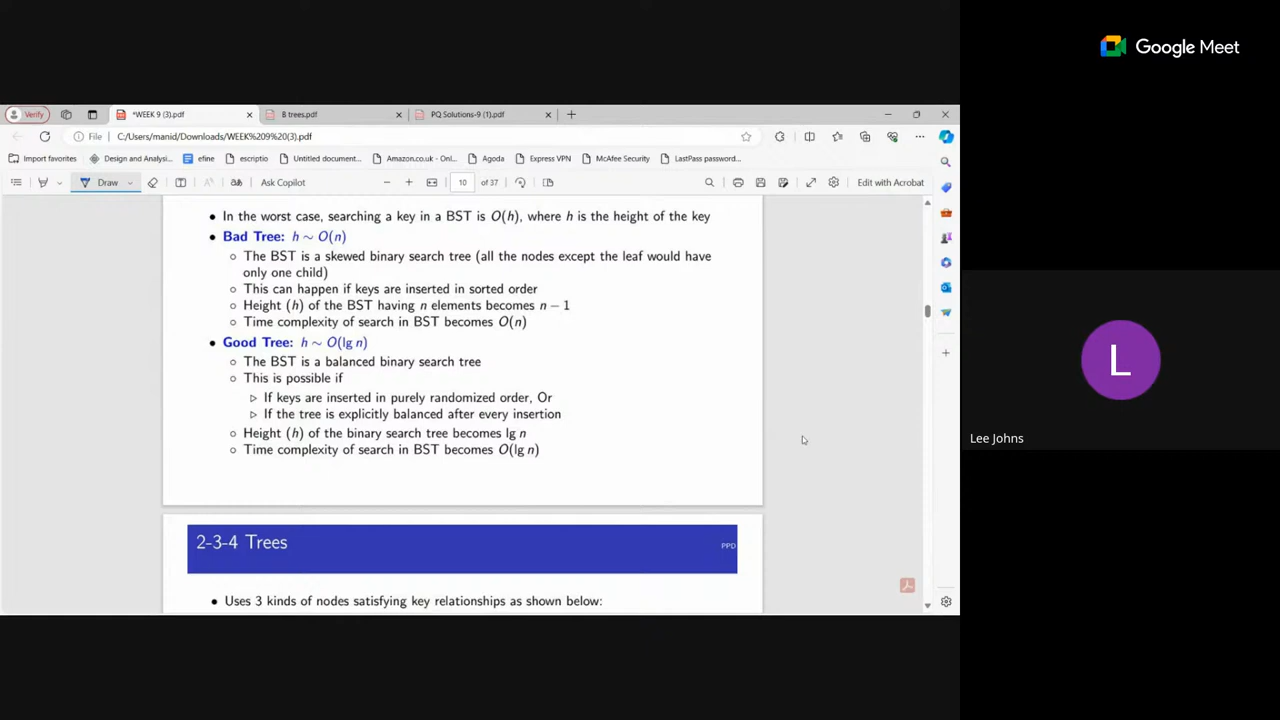 Google Meet
Verify
*WEEK 9 (3).pdf
B trees.pdf
PQ Solutions-9 (1).pdf
File
C:/Users/manid/Downloads/WEEK%209%20(3).pdf
Import favorites
Design and Analysi...
efine
escriptio
Untitled document...
Amazon.co.uk - Onl...
Agoda
Express VPN
McAfee Security
LastPass password...
Draw
Ask Copilot
10 of 37
Edit with Acrobat
• In the worst case, searching a key in a BST is O(h), where h is the height of the key
• Bad Tree: h ∼ O(n)
○ The BST is a skewed binary search tree (all the nodes except the leaf would have
only one child)
○ This can happen if keys are inserted in sorted order
○ Height (h) of the BST having n elements becomes n − 1
○ Time complexity of search in BST becomes O(n)
• Good Tree: h ∼ O(lg n)
○ The BST is a balanced binary search tree
○ This is possible if
▷ If keys are inserted in purely randomized order, Or
▷ If the tree is explicitly balanced after every insertion
○ Height (h) of the binary search tree becomes lg n
○ Time complexity of search in BST becomes O(lg n)
2-3-4 Trees
PPD
• Uses 3 kinds of nodes satisfying key relationships as shown below:
L
Lee Johns